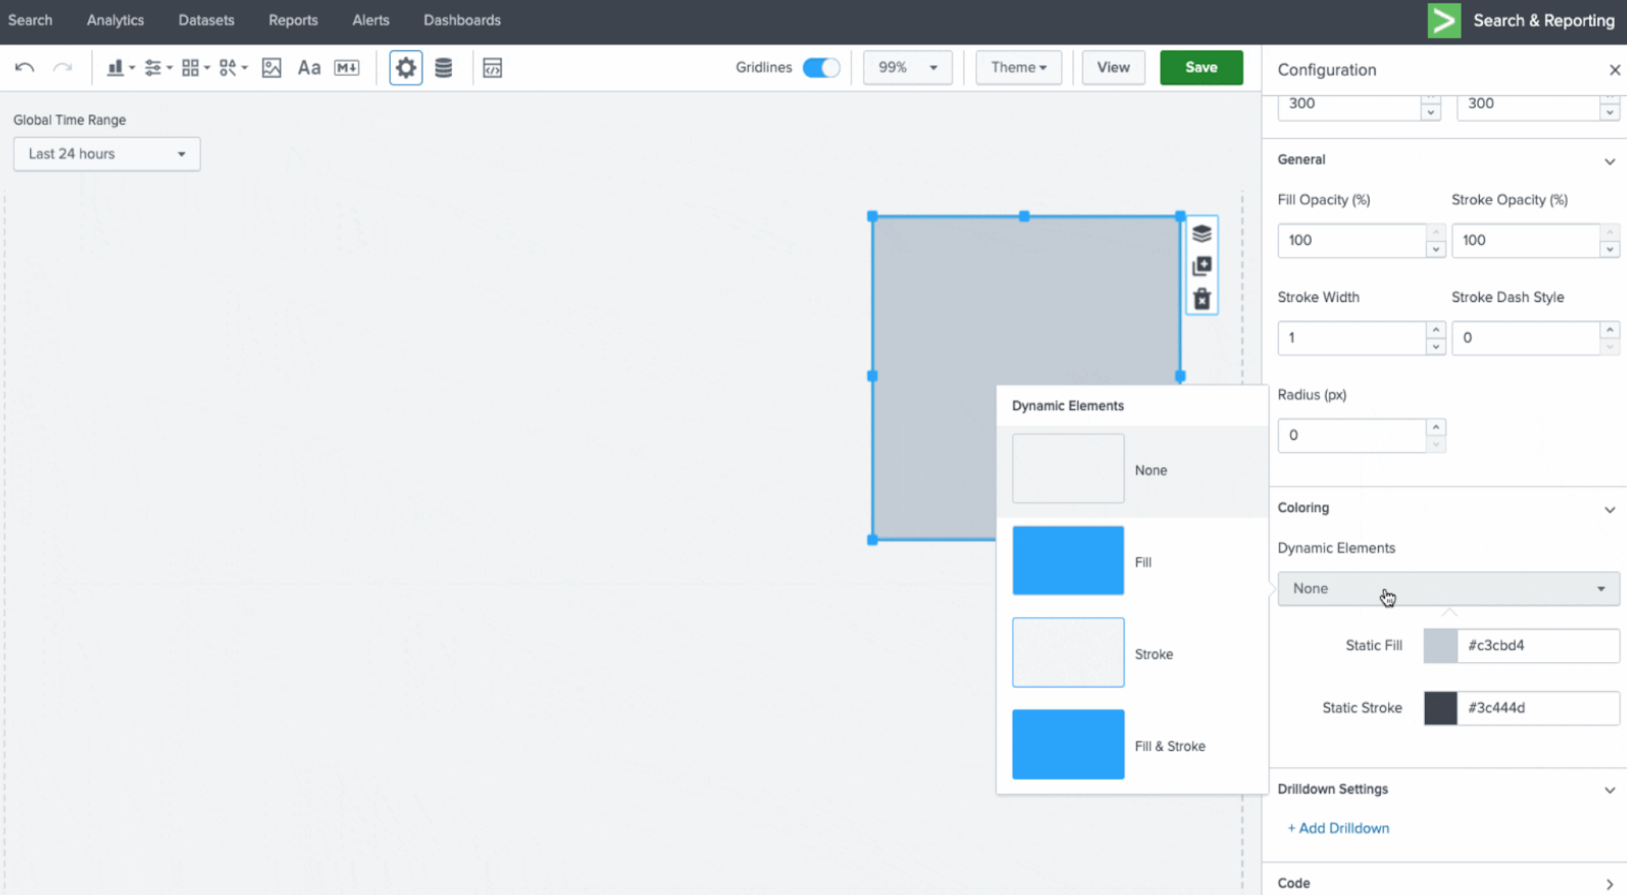 Search Analytics Datasets Reports Alerts Dashboards Search & Reporting
Aa M↓ Gridlines 99% Theme View Save
Configuration
300 300
Global Time Range
Last 24 hours
General
Fill Opacity (%) Stroke Opacity (%)
100 100
Stroke Width Stroke Dash Style
1 0
Radius (px)
0
Dynamic Elements
None
Fill
Stroke
Fill & Stroke
Coloring
Dynamic Elements
None
Static Fill #c3cbd4
Static Stroke #3c444d
Drilldown Settings
+ Add Drilldown
Code